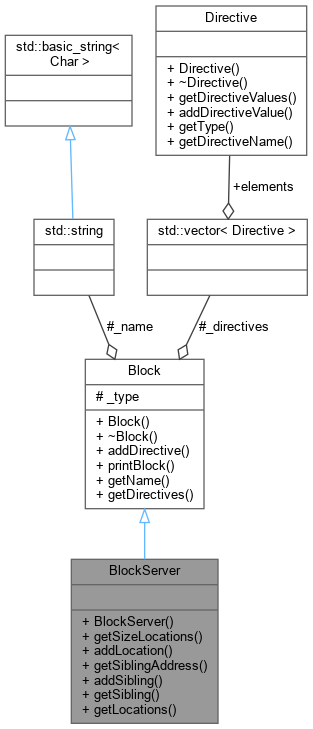 Directive
+ Directive()
+ ~Directive()
+ getDirectiveValues()
+ addDirectiveValue()
+ getType()
+ getDirectiveName()
std::basic_string<
Char >
+elements
std::string
std::vector< Directive >
#_name
#_directives
Block
# _type
+ Block()
+ ~Block()
+ addDirective()
+ printBlock()
+ getName()
+ getDirectives()
BlockServer
+ BlockServer()
+ getSizeLocations()
+ addLocation()
+ getSiblingAddress()
+ addSibling()
+ getSibling()
+ getLocations()